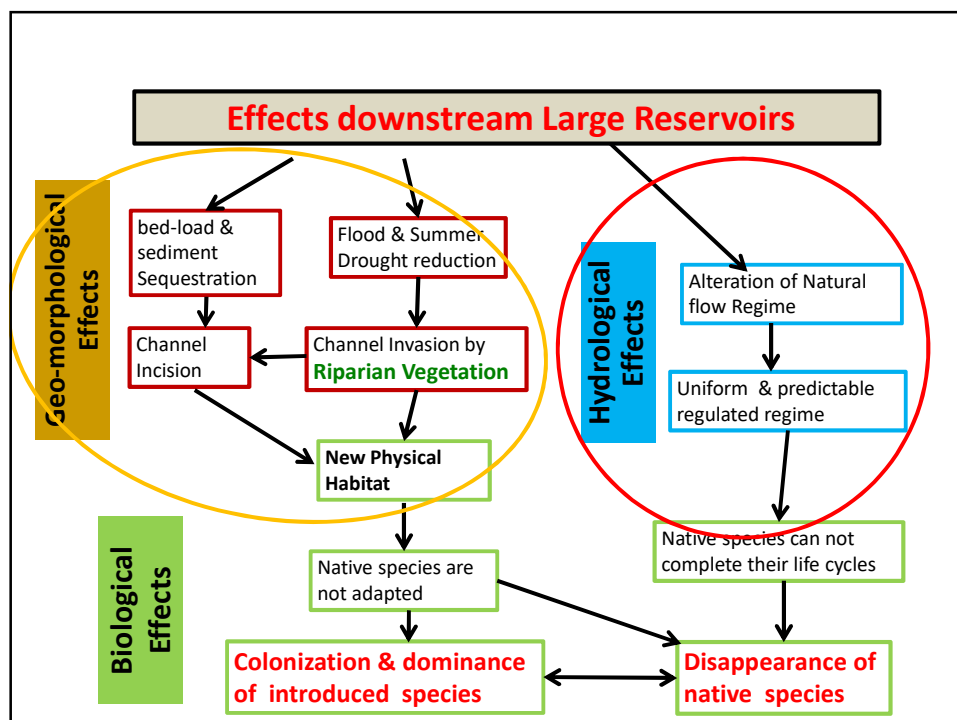 Effects downstream Large Reservoirs
Geo-morphological
Effects
bed-load &
sediment
Sequestration
Flood & Summer
Drought reduction
Channel
Incision
Channel Invasion by
Riparian Vegetation
New Physical
Habitat
Hydrological
Effects
Alteration of Natural
flow Regime
Uniform & predictable
regulated regime
Biological
Effects
Native species are
not adapted
Native species can not
complete their life cycles
Colonization & dominance
of introduced species
Disappearance of
native species